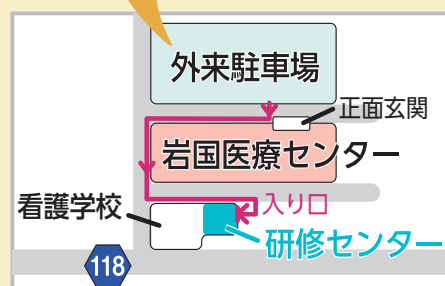 外来駐車場
正面玄関
岩国医療センター
看護学校
入り口
研修センター
118